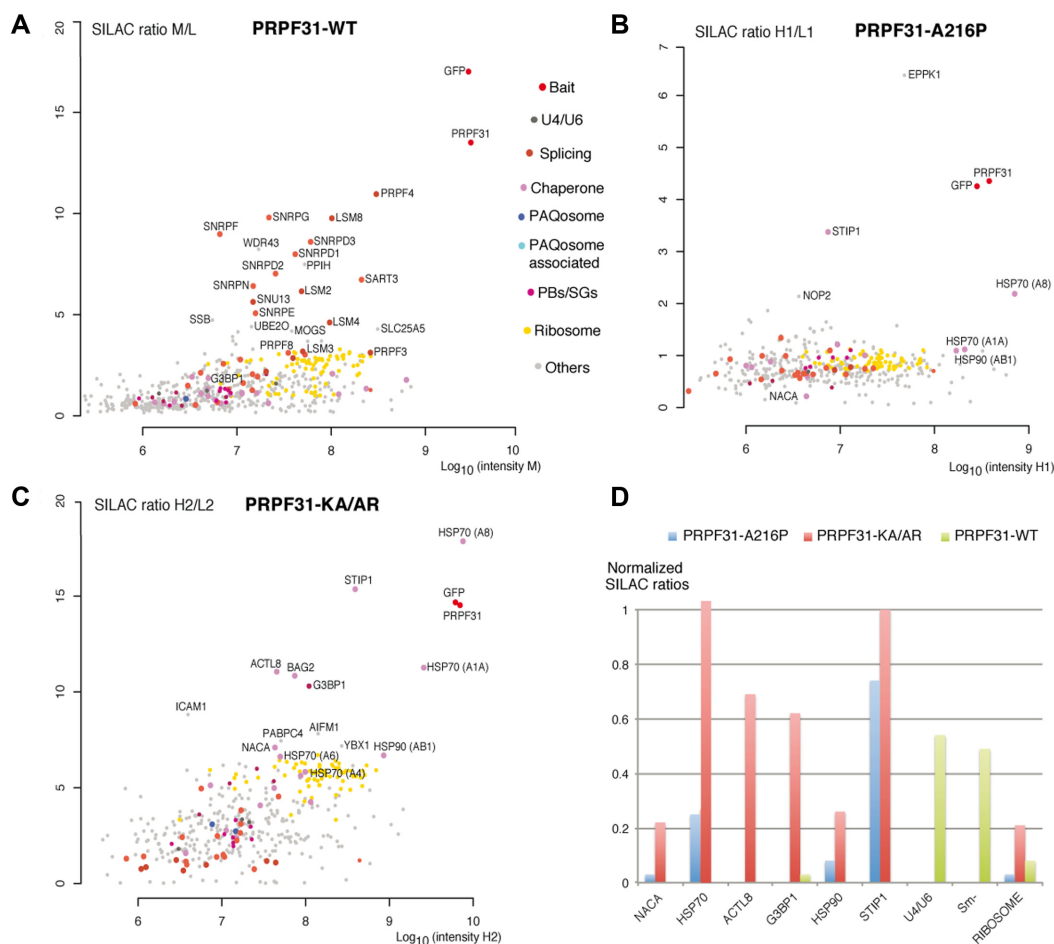 A
SILAC ratio M/L PRPF31-WT
20
15
10
5
0
GFP
PRPF31
PRPF4
SNRPG
LSM8
SNRPF
SNRPD3
WDR43
SNRPD1
PPIH
SNRPD2
SART3
SNRPN
LSM2
SNU13
SNRPE
SSB
UBE2O
LSM4
MOGS
SLC25A5
PRPF8
LSM3
PRPF3
G3BP1
6 7 8 9 10
Log10 (intensity M)
Bait
U4/U6
Splicing
Chaperone
PAQosome
PAQosome
associated
PBs/SGs
Ribosome
Others
B
SILAC ratio H1/L1 PRPF31-A216P
7
6
5
4
3
2
1
0
EPPK1
PRPF31
GFP
STIP1
HSP70 (A8)
NOP2
HSP70 (A1A)
HSP90 (AB1)
NACA
6 7 8 9
Log10 (intensity H1)
C
SILAC ratio H2/L2 PRPF31-KA/AR
20
15
10
5
0
HSP70 (A8)
STIP1
GFP
PRPF31
ACTL8
BAG2
HSP70 (A1A)
G3BP1
ICAM1
PABPC4
AIFM1
NACA
YBX1
HSP90 (AB1)
HSP70 (A6)
HSP70 (A4)
6 7 8 9 10
Log10 (intensity H2)
D
PRPF31-A216P PRPF31-KA/AR PRPF31-WT
Normalized
SILAC ratios
1
0.8
0.6
0.4
0.2
0
NACA
HSP70
ACTL8
G3BP1
HSP90
STIP1
U4/U6
Sm-
RIBOSOME